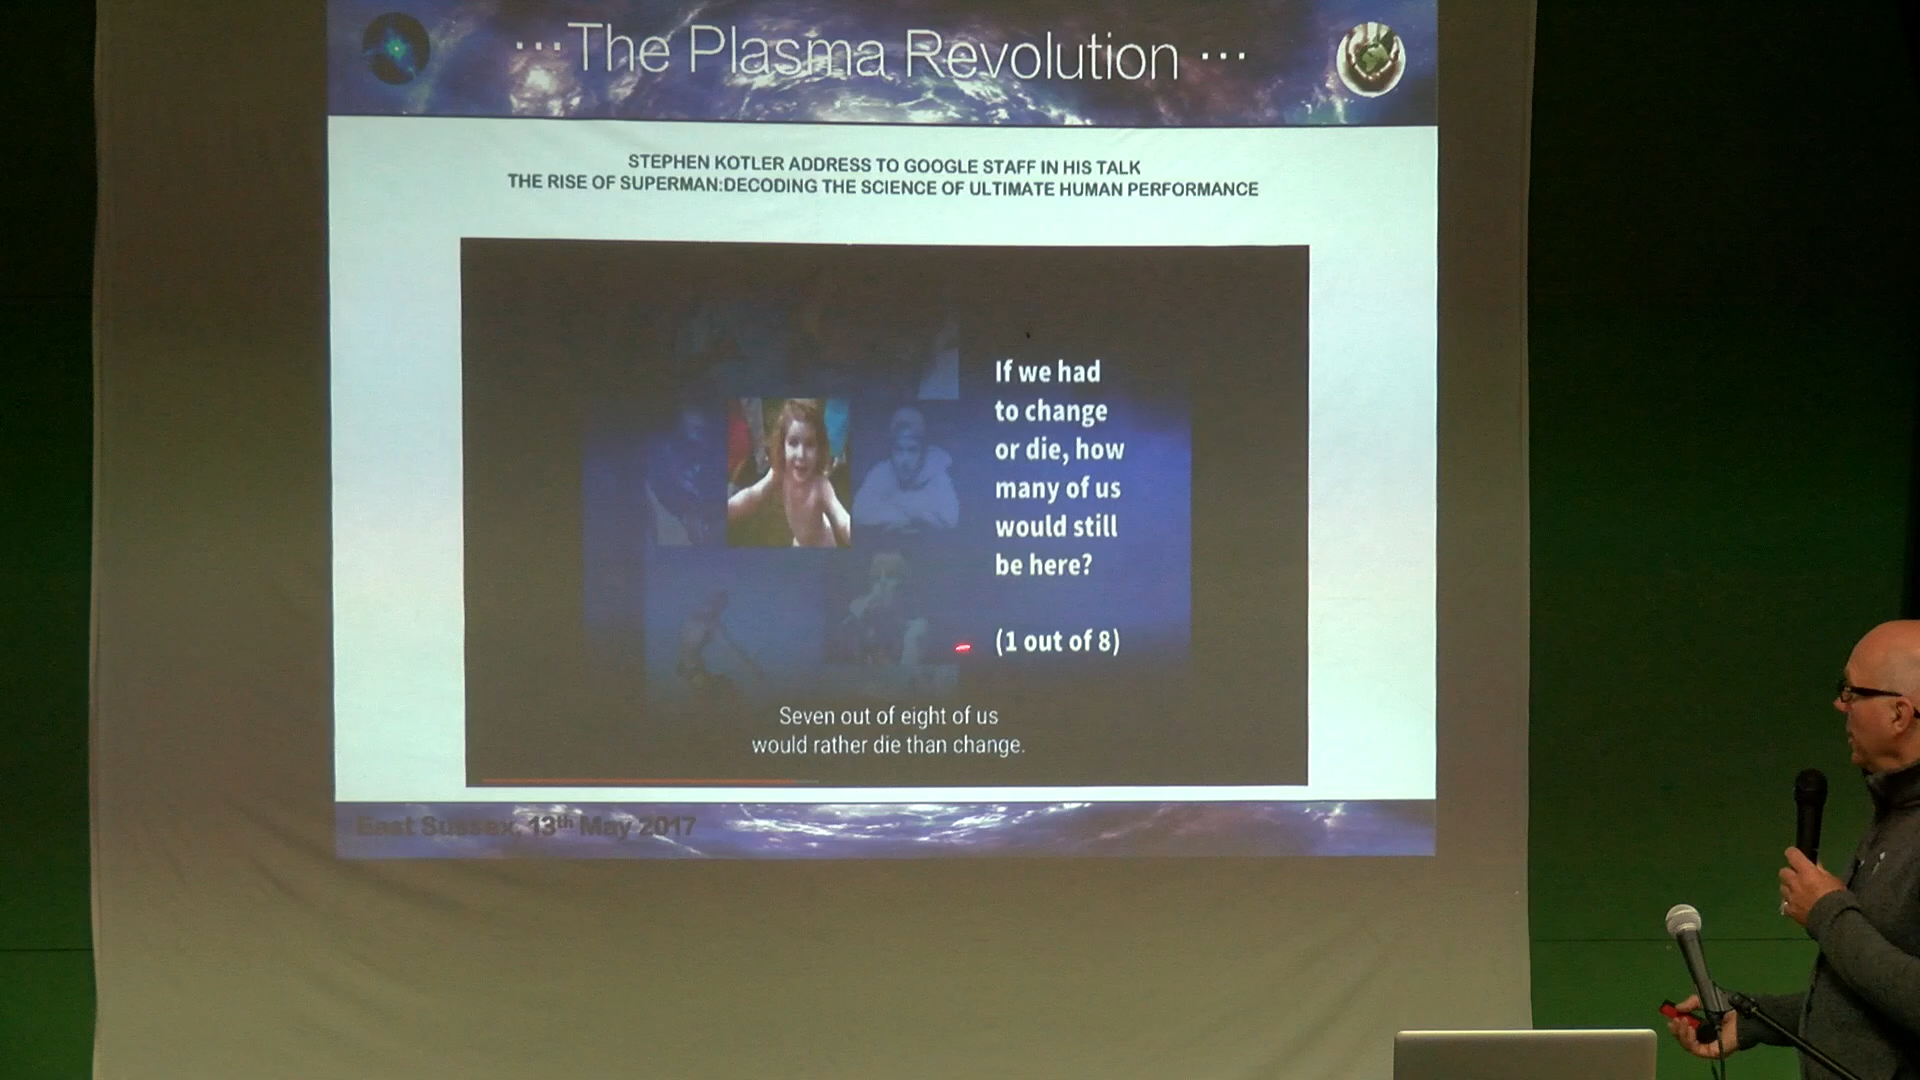 ...The Plasma Revolution ...
STEPHEN KOTLER ADDRESS TO GOOGLE STAFF IN HIS TALK
THE RISE OF SUPERMAN:DECODING THE SCIENCE OF ULTIMATE HUMAN PERFORMANCE
If we had
to change
or die, how
many of us
would still
be here?
(1 out of 8)
Seven out of eight of us
would rather die than change.
East Sussex, 13th May 2017